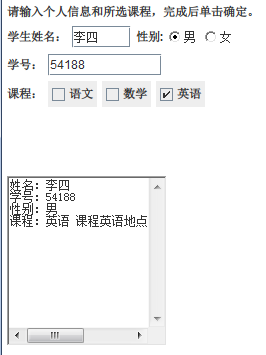 请输入个人信息和所选课程，完成后单击确定。
学生姓名： 李四 性别: 男 女
学号： 54188
课程： 语文 数学 英语
姓名：李四
学号：54188
性别：男
课程：英语 课程英语地点